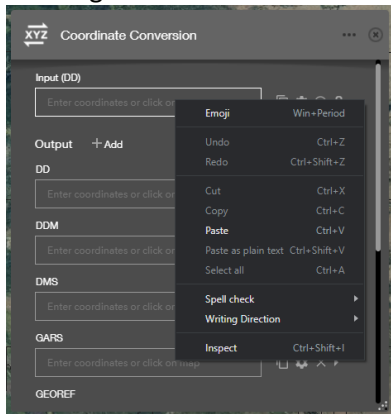 XYZ Coordinate Conversion
Input (DD)
Enter coordinates or click on
Emoji Win+Period
Undo Ctrl+Z
Output + Add
Redo Ctrl+Shift+Z
DD
Cut Ctrl+X
Enter coordinates or click on
Copy Ctrl+C
DDM
Paste Ctrl+V
Enter coordinates or click on
Paste as plain text Ctrl+Shift+V
Select all Ctrl+A
DMS
Enter coordinates or click on
Spell check
Writing Direction
GARS
Inspect Ctrl+Shift+I
Enter coordinates or click on map
GEOREF